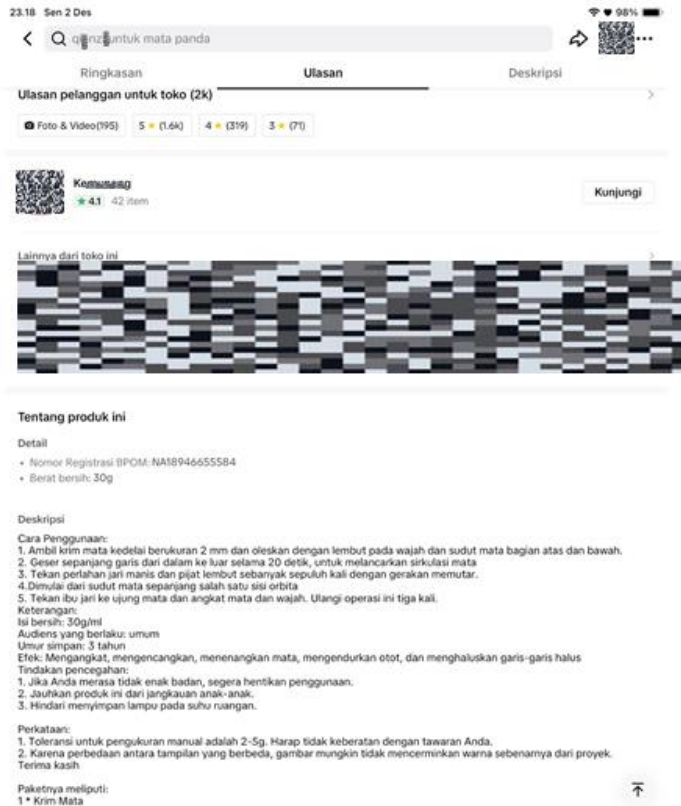 23.18 Sen 2 Des
98%
untuk mata panda
Ringkasan
Ulasan
Deskripsi
Ulasan pelanggan untuk toko (2k)
Foto & Video(195)
5 ★ (1.6k)
4 ★ (319)
3 ★ (71)
★ 4.1 42 item
Kunjungi
Lainnya dari toko ini
Tentang produk ini
Detail
• Nomor Registrasi BPOM: NA18946655584
• Berat bersih: 30g
Deskripsi
Cara Penggunaan:
1. Ambil krim mata kedelai berukuran 2 mm dan oleskan dengan lembut pada wajah dan sudut mata bagian atas dan bawah.
2. Geser sepanjang garis dari dalam ke luar selama 20 detik, untuk melancarkan sirkulasi mata
3. Tekan perlahan jari manis dan pijat lembut sebanyak sepuluh kali dengan gerakan memutar.
4.Dimulai dari sudut mata sepanjang salah satu sisi orbita
5. Tekan ibu jari ke ujung mata dan angkat mata dan wajah. Ulangi operasi ini tiga kali.
Keterangan:
Isi bersih: 30g/ml
Audiens yang berlaku: umum
Umur simpan: 3 tahun
Efek: Mengangkat, mengencangkan, menenangkan mata, mengendurkan otot, dan menghaluskan garis-garis halus
Tindakan pencegahan:
1. Jika Anda merasa tidak enak badan, segera hentikan penggunaan.
2. Jauhkan produk ini dari jangkauan anak-anak.
3. Hindari menyimpan lampu pada suhu ruangan.
Perkataan:
1. Toleransi untuk pengukuran manual adalah 2-5g. Harap tidak keberatan dengan tawaran Anda.
2. Karena perbedaan antara tampilan yang berbeda, gambar mungkin tidak mencerminkan warna sebenarnya dari proyek.
Terima kasih
Paketnya meliputi:
1 * Krim Mata